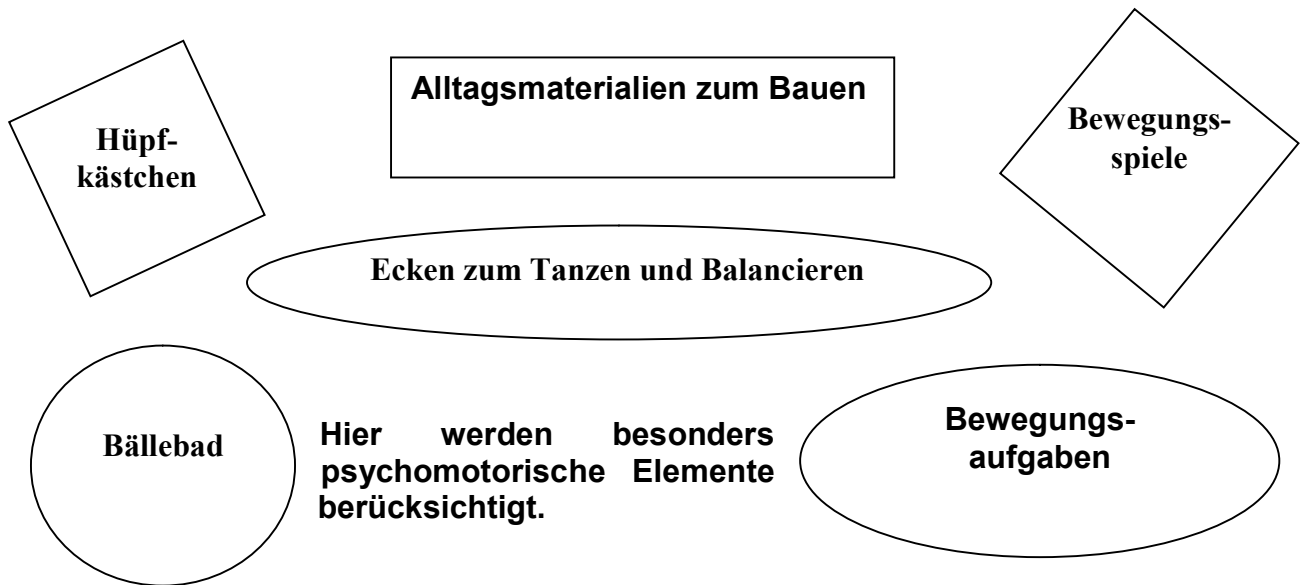 Alltagsmaterialien zum Bauen
Hüpf-
kästchen
Bewegungs-
spiele
Ecken zum Tanzen und Balancieren
Bällebad
Hier werden besonders
psychomotorische Elemente
berücksichtigt.
Bewegungs-
aufgaben